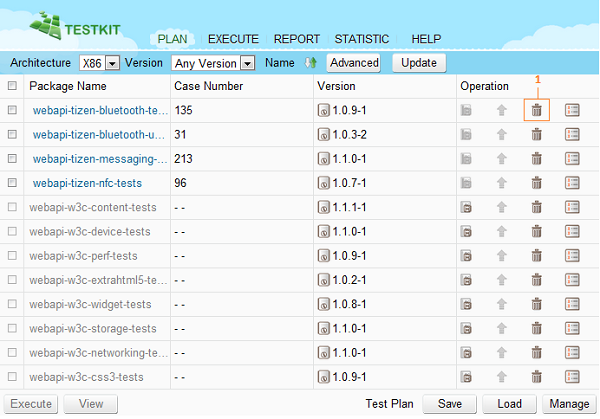 TESTKIT
PLAN EXECUTE REPORT STATISTIC HELP
Architecture X86 Version Any Version Name Advanced Update
1
Package Name Case Number Version Operation
webapi-tizen-bluetooth-te... 135 1.0.9-1
webapi-tizen-bluetooth-u... 31 1.0.3-2
webapi-tizen-messaging-... 213 1.1.0-1
webapi-tizen-nfc-tests 96 1.0.7-1
webapi-w3c-content-tests - - 1.1.1-1
webapi-w3c-device-tests - - 1.1.0-1
webapi-w3c-perf-tests - - 1.0.9-1
webapi-w3c-extrahtml5-te... - - 1.0.2-1
webapi-w3c-widget-tests - - 1.0.8-1
webapi-w3c-storage-tests - - 1.1.0-1
webapi-w3c-networking-te... - - 1.1.0-1
webapi-w3c-css3-tests - - 1.0.9-1
Execute View Test Plan Save Load Manage